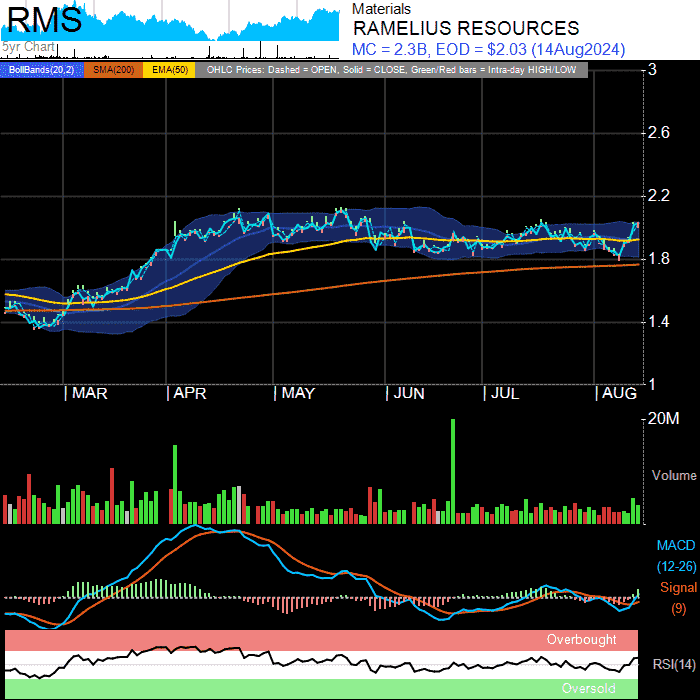 RMS
5yr Chart
Materials
RAMELIUS RESOURCES
MC = 2.3B, EOD = $2.03 (14Aug2024)
BollBands(20,2) SMA(200) EMA(50) OHLC Prices: Dashed = OPEN, Solid = CLOSE, Green/Red bars = Intra-day HIGH/LOW
3
2.6
2.2
1.8
1.4
1
| MAR | APR | MAY | JUN | JUL | AUG
20M
Volume
MACD
(12-26)
Signal
(9)
Overbought
RSI(14)
Oversold